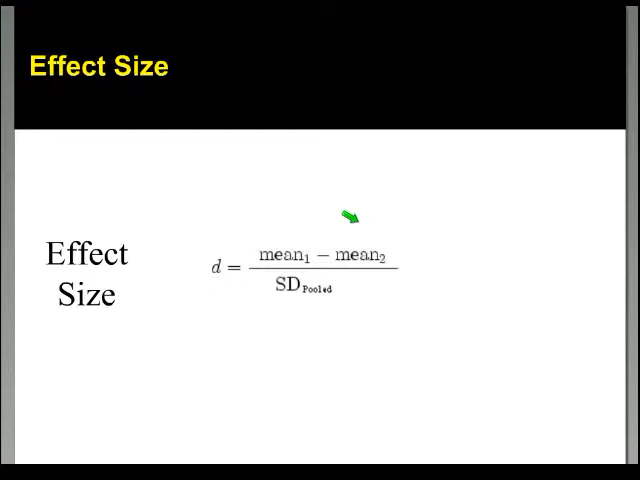 Effect Size
Effect
Size
d = mean₁ − mean₂
SD_Pooled